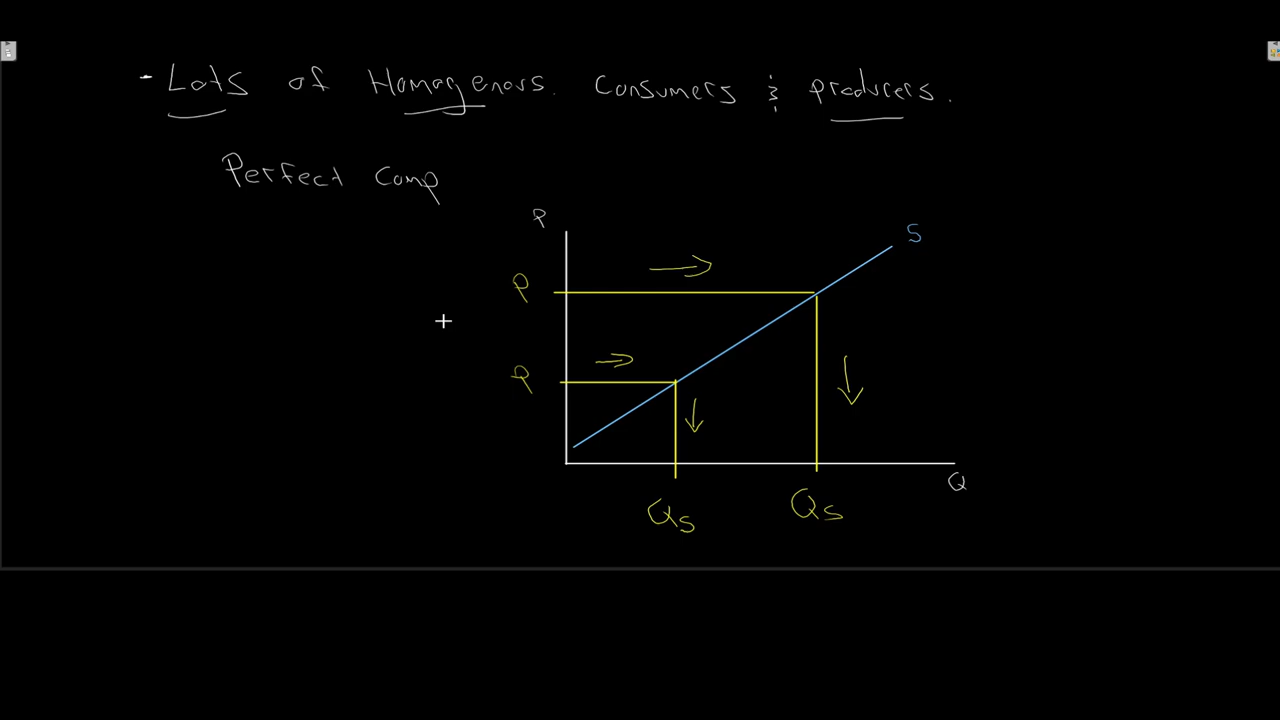 - Lots of Homogenous. Consumers & producers.
Perfect comp
P
S
P
P
Q
Qs
Qs